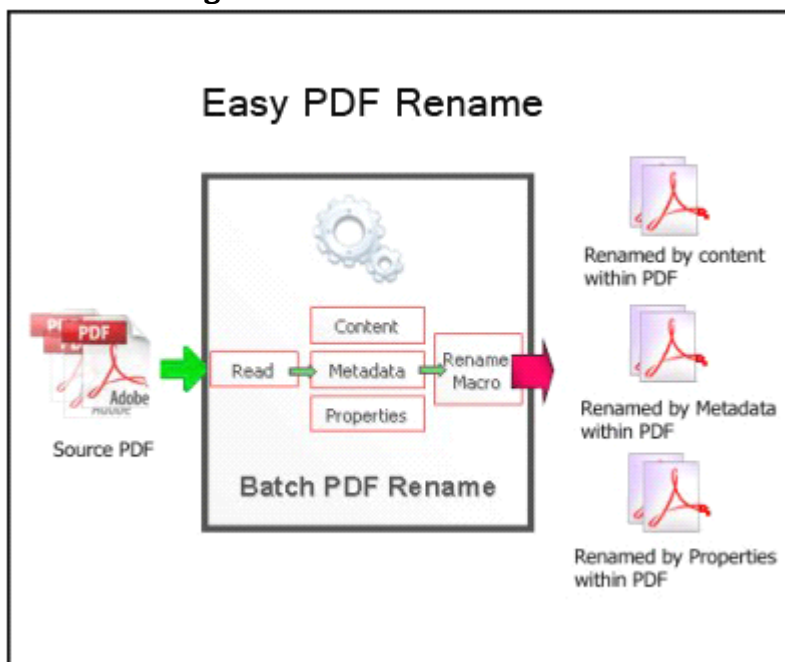 Easy PDF Rename
PDF
Adobe
Source PDF
Read
Content
Metadata
Properties
Rename
Macro
Batch PDF Rename
Renamed by content
within PDF
Renamed by Metadata
within PDF
Renamed by Properties
within PDF